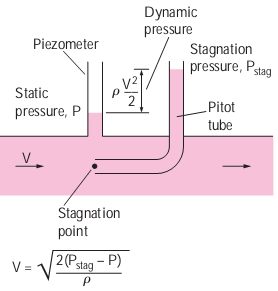 Dynamic
pressure
Piezometer
Stagnation
pressure, P_stag
Static
pressure, P
ρ V²/2
Pitot
tube
V
Stagnation
point
V = √(2(P_stag – P)/ρ)